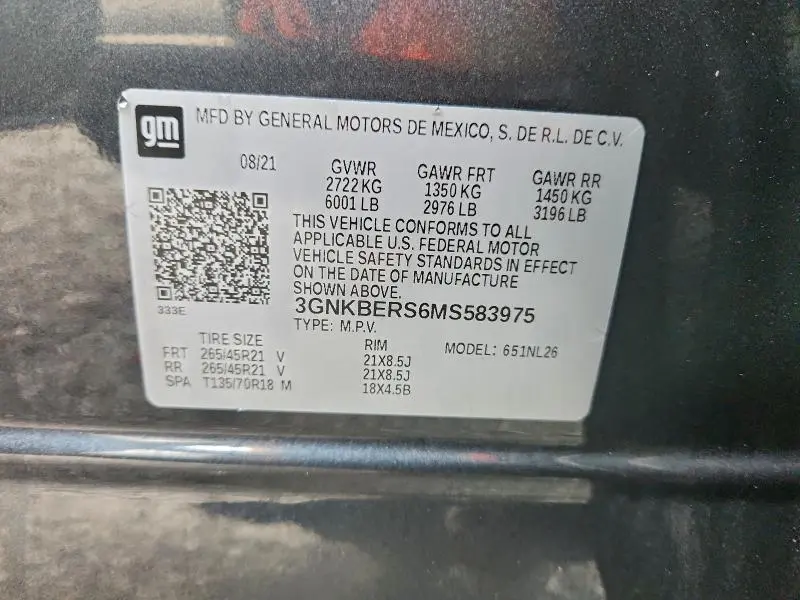 gm
MFD BY GENERAL MOTORS DE MEXICO, S. DE R.L. DE C.V.
08/21 GVWR GAWR FRT GAWR RR
2722 KG 1350 KG 1450 KG
6001 LB 2976 LB 3196 LB
THIS VEHICLE CONFORMS TO ALL
APPLICABLE U.S. FEDERAL MOTOR
VEHICLE SAFETY STANDARDS IN EFFECT
ON THE DATE OF MANUFACTURE
SHOWN ABOVE.
333E
3GNKBERS6MS583975
TYPE: M.P.V.
TIRE SIZE RIM MODEL: 651NL26
FRT 265/45R21 V 21X8.5J
RR 265/45R21 V 21X8.5J
SPA T135/70R18 M 18X4.5B